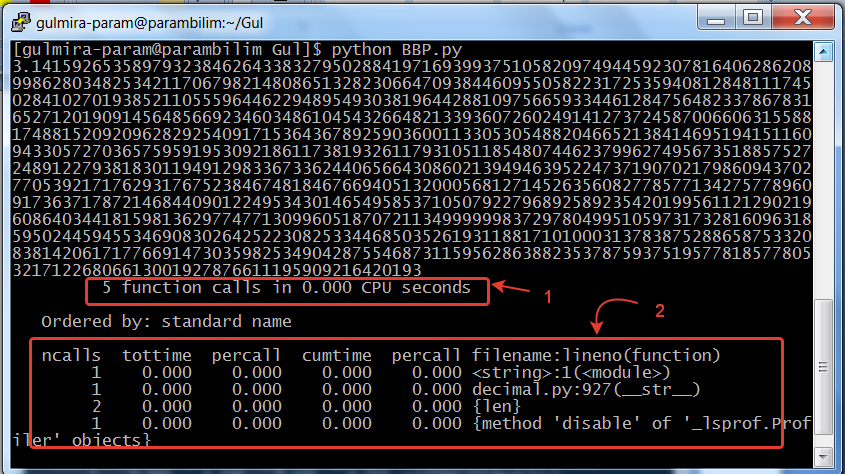 gulmira-param@parambilim:~/Gul
[gulmira-param@parambilim Gul]$ python BBP.py
3.141592653589793238462643383279502884197169399375105820974944592307816406286208
99862803482534211706798214808651328230664709384460955058223172535940812848111745
02841027019385211055596446229489549303819644288109756659334461284756482337867831
65271201909145648566923460348610454326648213393607260249141273724587006606315588
17488152092096282925409171536436789259036001133053054882046652138414695194151160
94330572703657595919530921861173819326117931051185480744623799627495673518857527
24891227938183011949129833673362440656643086021394946395224737190702179860943702
77053921717629317675238467481846766940513200056812714526356082778577134275778960
91736371787214684409012249534301465495853710507922796892589235420199561121290219
60864034418159813629774771309960518707211349999998372978049951059731732816096318
59502445945534690830264252230825334468503526193118817101000313783875288658753320
83814206171776691473035982534904287554687311595628638823537875937519577818577805
32171226806613001927876611195909216420193
5 function calls in 0.000 CPU seconds
1
Ordered by: standard name
2
ncalls tottime percall cumtime percall filename:lineno(function)
1 0.000 0.000 0.000 0.000 <string>:1(<module>)
1 0.000 0.000 0.000 0.000 decimal.py:927(__str__)
2 0.000 0.000 0.000 0.000 {len}
1 0.000 0.000 0.000 0.000 {method 'disable' of '_lsprof.Prof
iler' objects}